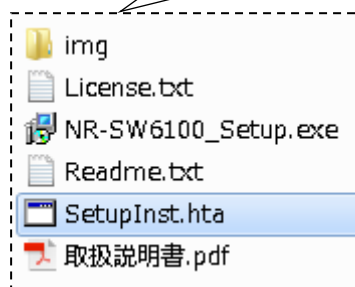 img
License.txt
NR-SW6100_Setup.exe
Readme.txt
SetupInst.hta
取扱説明書.pdf